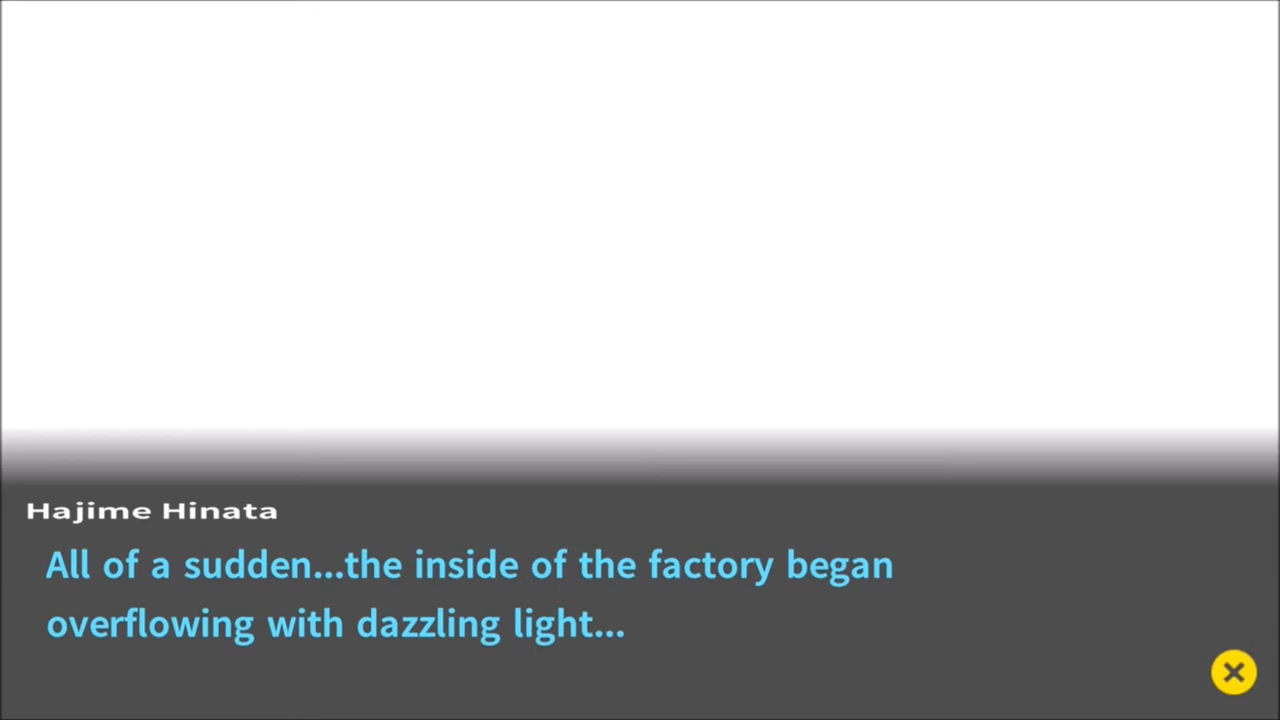 Hajime Hinata
All of a sudden...the inside of the factory began
overflowing with dazzling light...